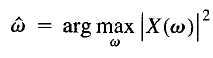 ω̂ = arg max_ω |X(ω)|²